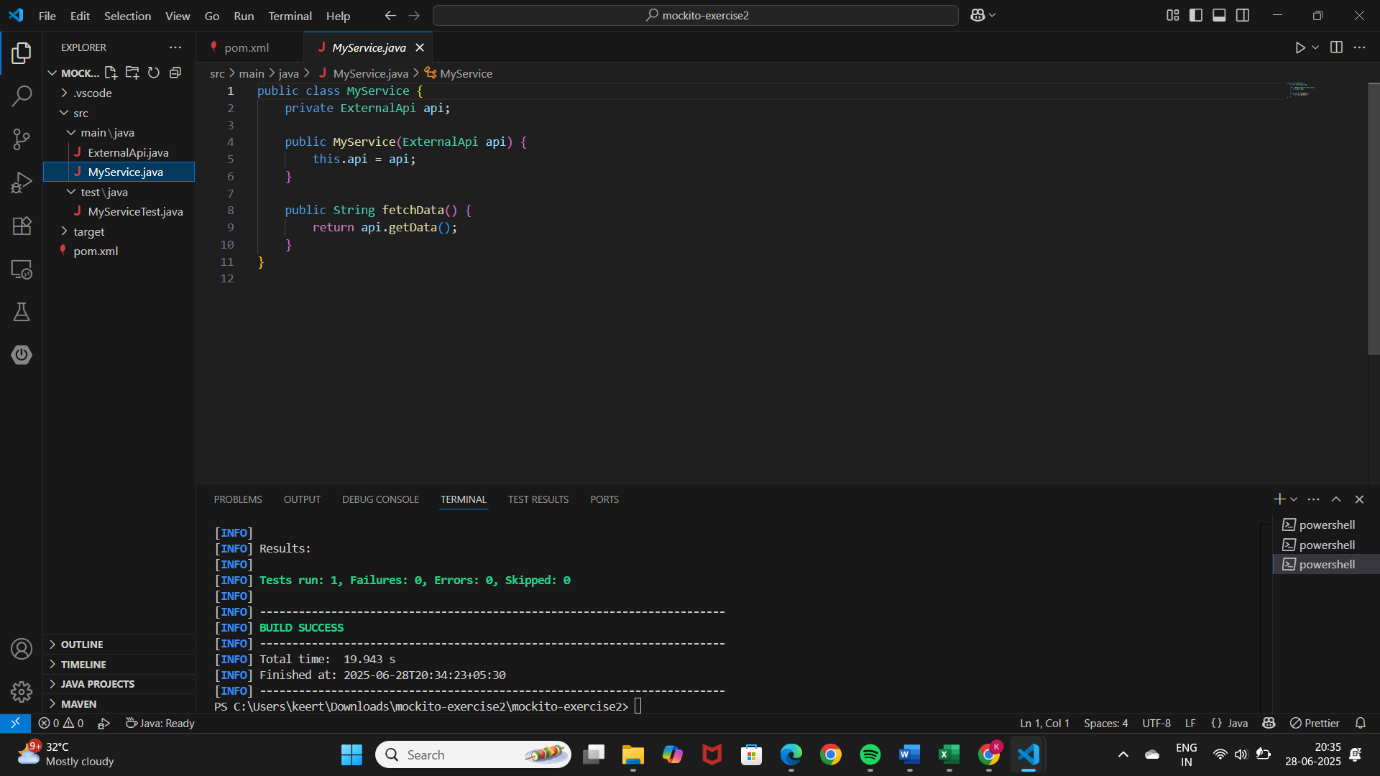 File Edit Selection View Go Run Terminal Help
mockito-exercise2
EXPLORER
MOCK...
.vscode
src
main\java
J ExternalApi.java
J MyService.java
test\java
J MyServiceTest.java
target
pom.xml
OUTLINE
TIMELINE
JAVA PROJECTS
MAVEN
pom.xml
J MyService.java
src > main > java > J MyService.java > MyService
1 public class MyService {
2     private ExternalApi api;
3
4     public MyService(ExternalApi api) {
5         this.api = api;
6     }
7
8     public String fetchData() {
9         return api.getData();
10     }
11 }
12
PROBLEMS OUTPUT DEBUG CONSOLE TERMINAL TEST RESULTS PORTS
[INFO]
[INFO] Results:
[INFO]
[INFO] Tests run: 1, Failures: 0, Errors: 0, Skipped: 0
[INFO]
[INFO] ------------------------------------------------------------------------
[INFO] BUILD SUCCESS
[INFO] ------------------------------------------------------------------------
[INFO] Total time:  19.943 s
[INFO] Finished at: 2025-06-28T20:34:23+05:30
[INFO] ------------------------------------------------------------------------
PS C:\Users\keert\Downloads\mockito-exercise2\mockito-exercise2>
powershell
powershell
powershell
0 0 Java: Ready
Ln 1, Col 1 Spaces: 4 UTF-8 LF {} Java Prettier
9+
32°C
Mostly cloudy
Search
K
ENG
IN
20:35
28-06-2025